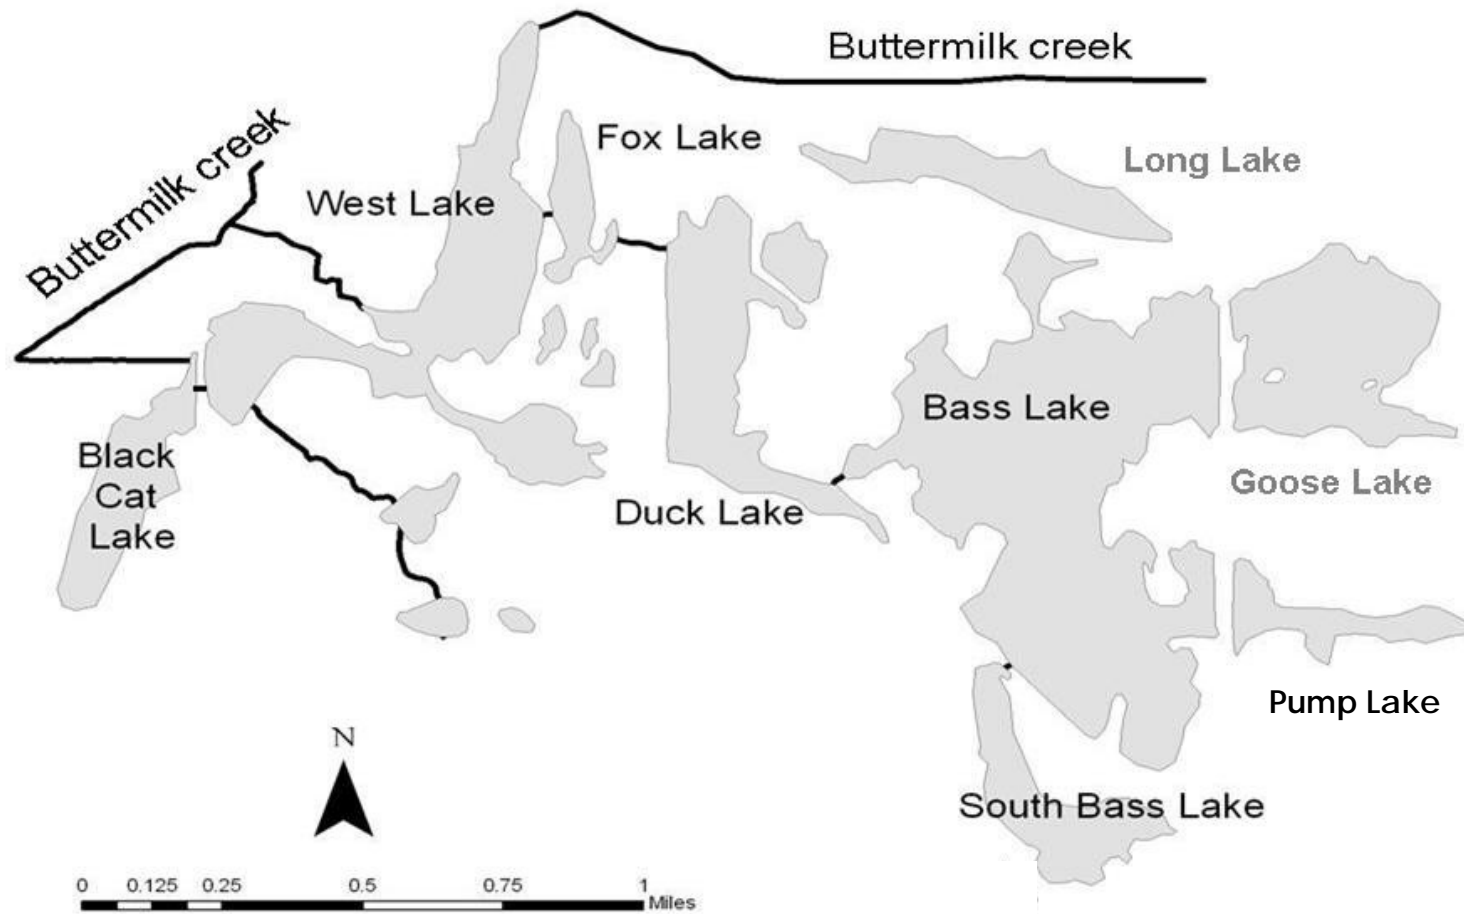 Buttermilk creek
Buttermilk creek
Fox Lake
Long Lake
West Lake
Bass Lake
Black
Cat
Lake
Goose Lake
Duck Lake
Pump Lake
N
South Bass Lake
0 0.125 0.25 0.5 0.75 1
Miles